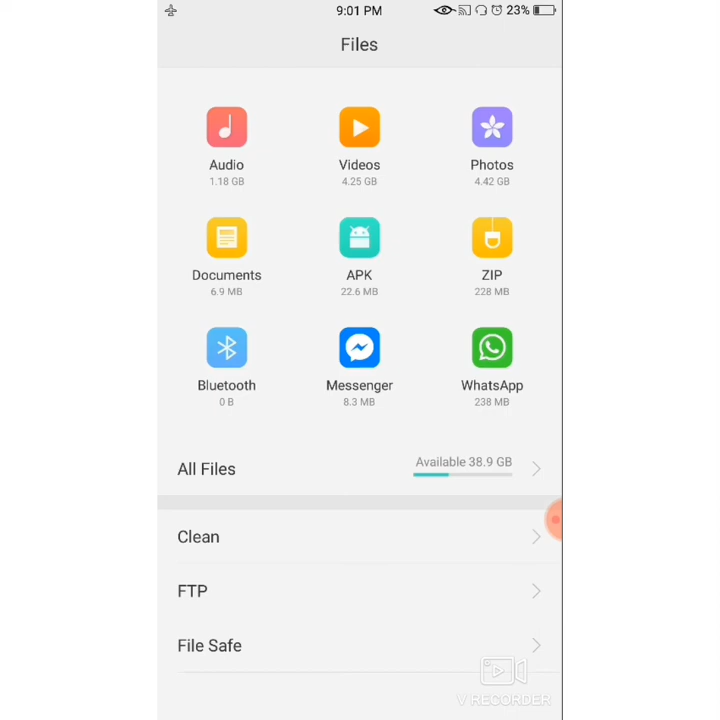 9:01 PM 23%
Files
Audio Videos Photos
1.18 GB 4.25 GB 4.42 GB
Documents APK ZIP
6.9 MB 22.6 MB 228 MB
Bluetooth Messenger WhatsApp
0 B 8.3 MB 238 MB
All Files Available 38.9 GB
Clean
FTP
File Safe
V RECORDER